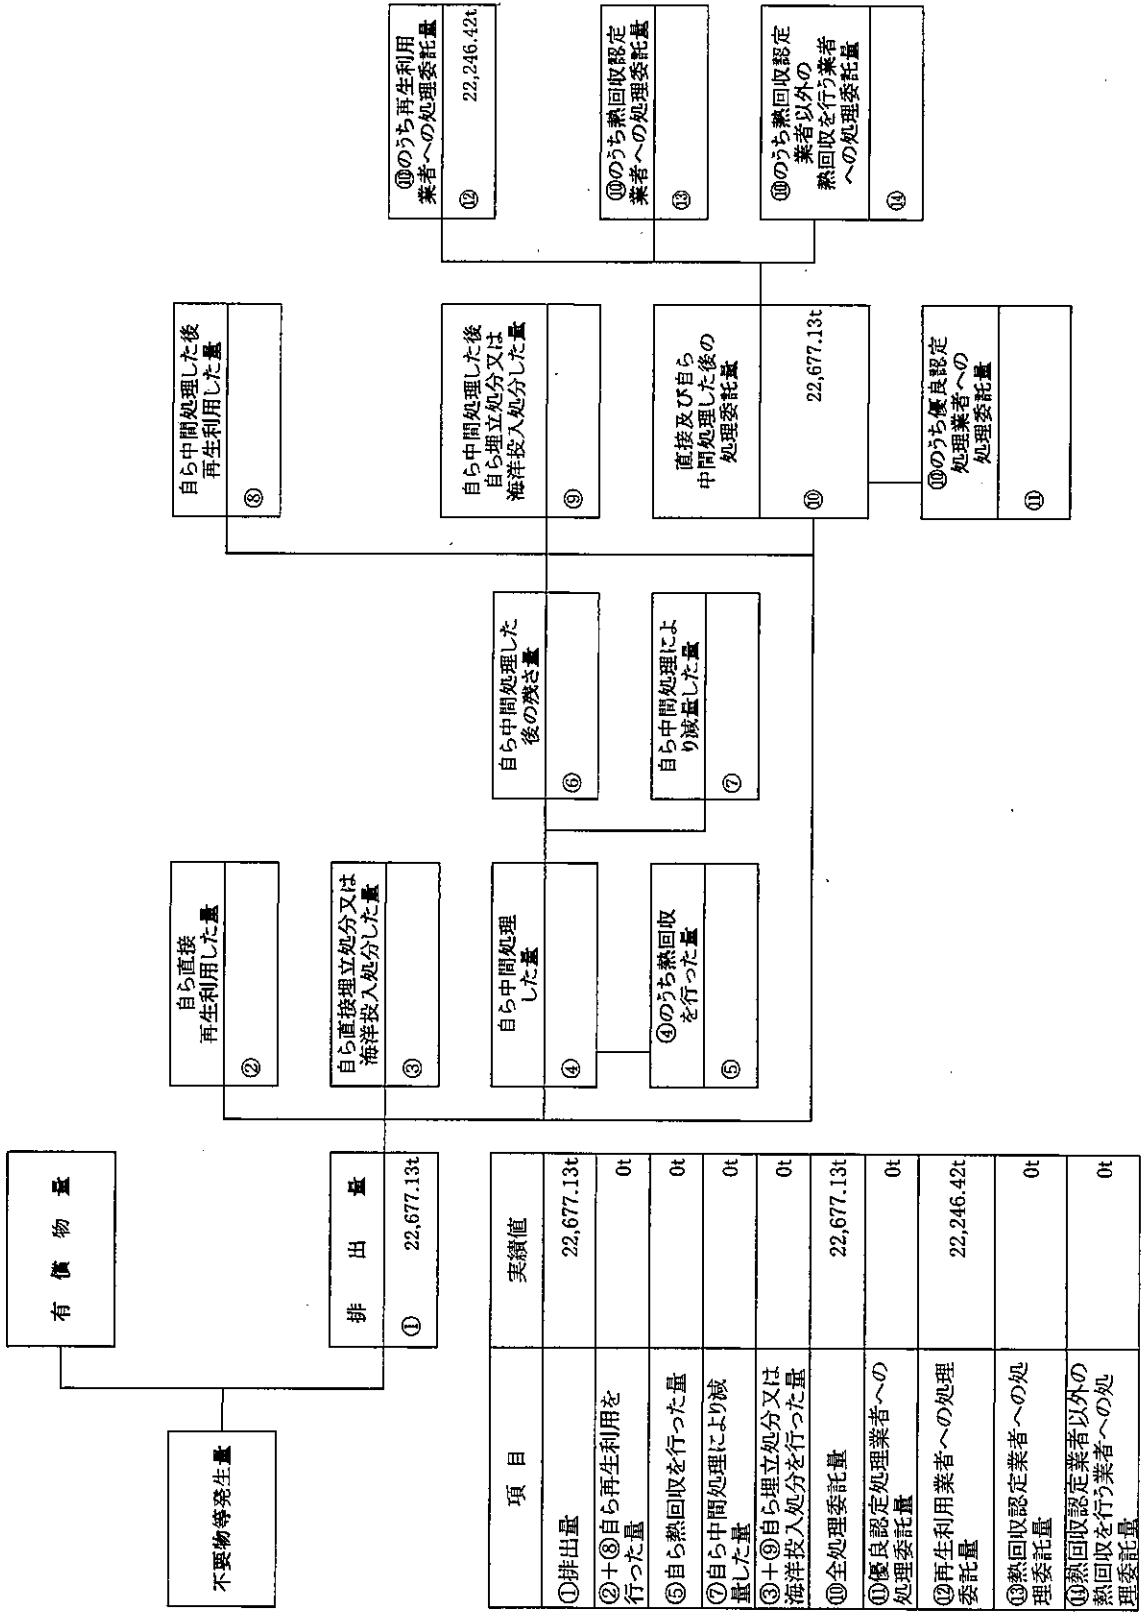 不要物等発生量
有償物量
排出量
① 22,677.13t
自ら直接
再生利用した量
②
自ら直接埋立処分又は
海洋投入処分した量
③
自ら中間処理
した量
④
④のうち熱回収
を行った量
⑤
自ら中間処理した
後の残さ量
⑥
自ら中間処理によ
り減量した量
⑦
自ら中間処理した後
再生利用した量
⑧
自ら中間処理した後
自ら埋立処分又は
海洋投入処分した量
⑨
直接及び自ら
中間処理した後の
処理委託量
⑩ 22,677.13t
⑩のうち優良認定
処理業者への
処理委託量
⑪
⑩のうち再生利用
業者への処理委託量
⑫ 22,246.42t
⑩のうち熱回収認定
業者への処理委託量
⑬
⑩のうち熱回収認定
業者以外の
熱回収を行う業者
への処理委託量
⑭
項目 実績値
①排出量 22,677.13t
②+⑧自ら再生利用を
行った量 0t
⑤自ら熱回収を行った量 0t
⑦自ら中間処理により減
量した量 0t
③+⑨自ら埋立処分又は
海洋投入処分を行った量 0t
⑩全処理委託量 22,677.13t
⑪優良認定処理業者への
処理委託量 0t
⑫再生利用業者への処理
委託量 22,246.42t
⑬熱回収認定業者への処
理委託量 0t
⑭熱回収認定業者以外の
熱回収を行う業者への処
理委託量 0t